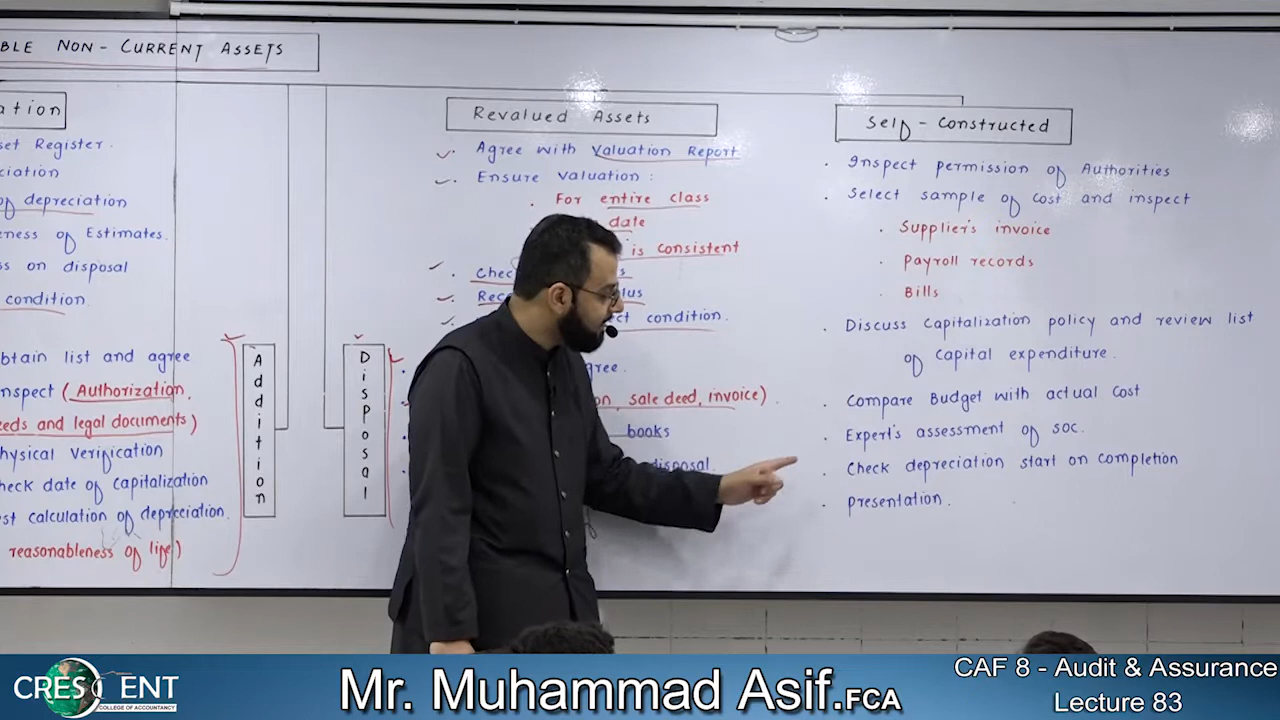 BLE NON-CURRENT ASSETS
ation
set Register.
ciation
of depreciation
eness of Estimates.
ss on disposal
condition
btain list and agree
nspect (Authorization,
eeds and legal documents)
hysical verification
heck date of capitalization
st calculation of depreciation.
reasonableness of life)
Addition
Disposal
Revalued Assets
Agree with Valuation Report
Ensure valuation :
For entire class
date
is consistent
Chec s
Rec lus
ct condition.
gree.
on, sale deed, invoice)
books
disposal.
Self-Constructed
Inspect permission of Authorities
Select sample of cost and inspect
Supplier's invoice
Payroll records
Bills
Discuss Capitalization policy and review list
of capital expenditure.
Compare Budget with actual Cost
Expert's assessment of soc.
Check depreciation start on completion
presentation.
CRESCENT
COLLEGE OF ACCOUNTANCY
Mr. Muhammad Asif.FCA
CAF 8 - Audit & Assurance
Lecture 83